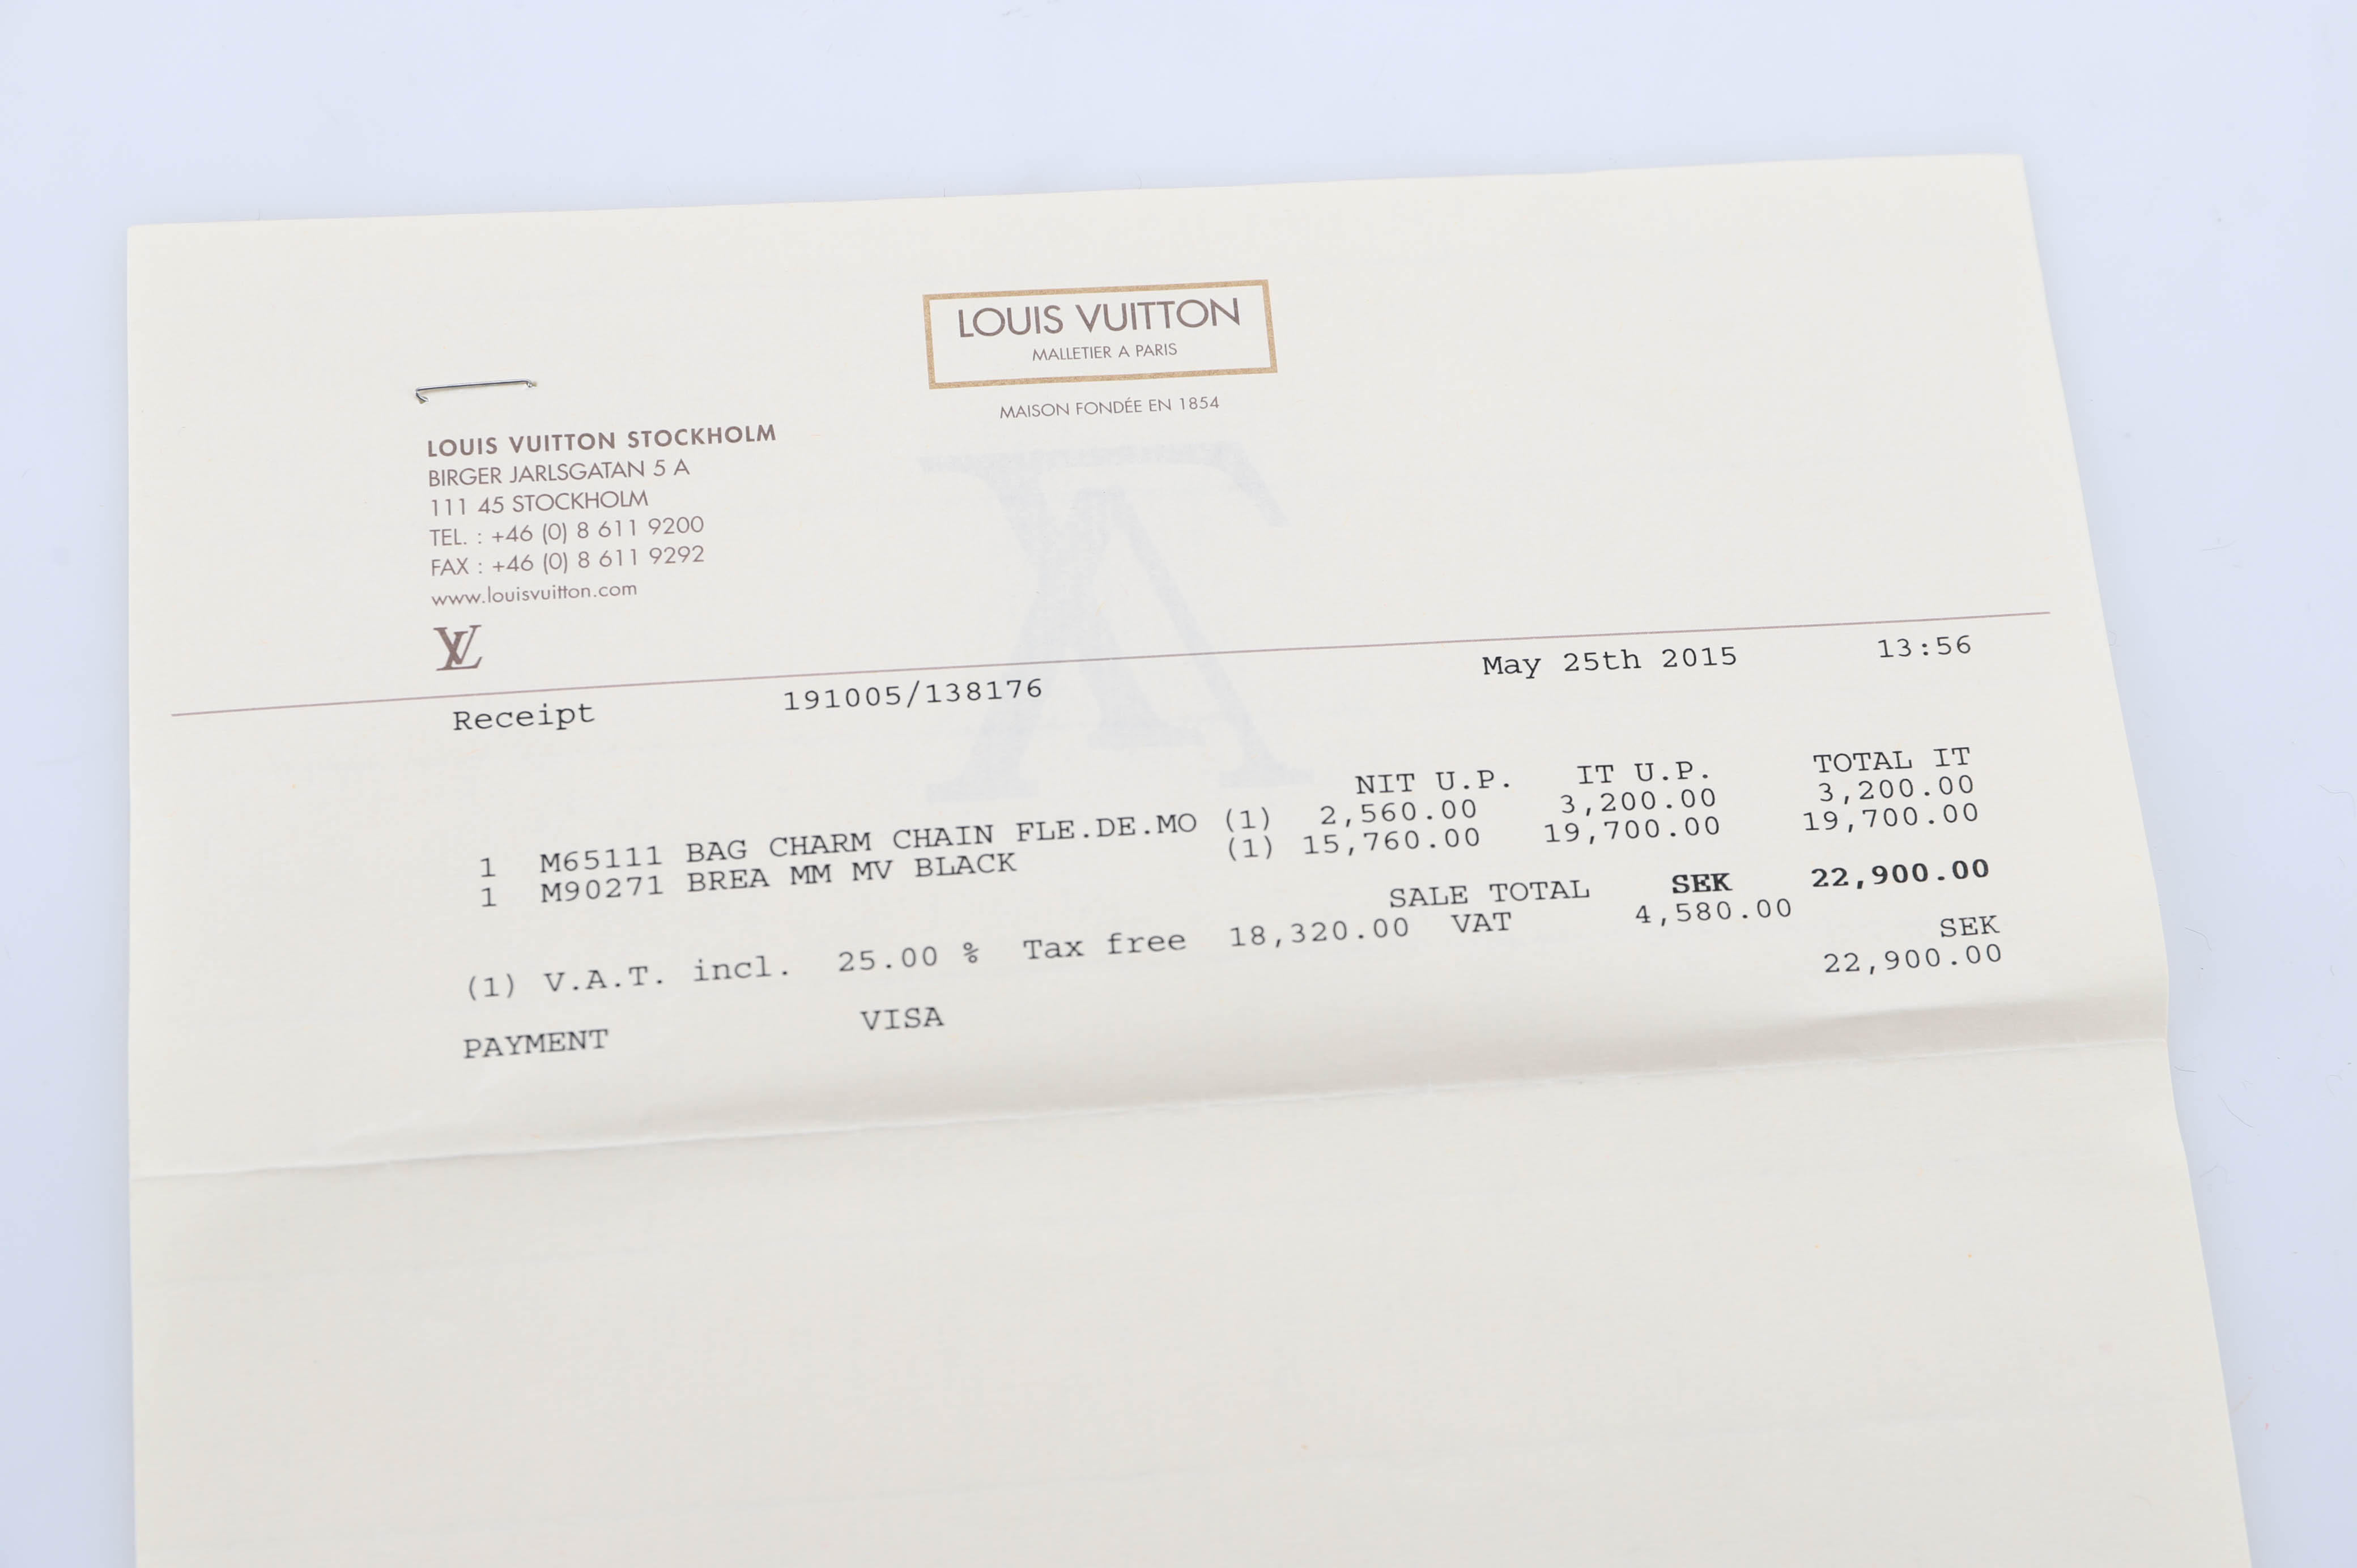 LOUIS VUITTON
MALLETIER A PARIS
MAISON FONDÉE EN 1854
LOUIS VUITTON STOCKHOLM
BIRGER JARLSGATAN 5 A
111 45 STOCKHOLM
TEL. : +46 (0) 8 611 9200
FAX : +46 (0) 8 611 9292
www.louisvuitton.com
LV
Receipt 191005/138176 May 25th 2015 13:56
NIT U.P. IT U.P. TOTAL IT
1 M65111 BAG CHARM CHAIN FLE.DE.MO (1) 2,560.00 3,200.00 3,200.00
1 M90271 BREA MM MV BLACK (1) 15,760.00 19,700.00 19,700.00
SALE TOTAL SEK 22,900.00
(1) V.A.T. incl. 25.00 % Tax free 18,320.00 VAT 4,580.00
SEK
PAYMENT VISA 22,900.00